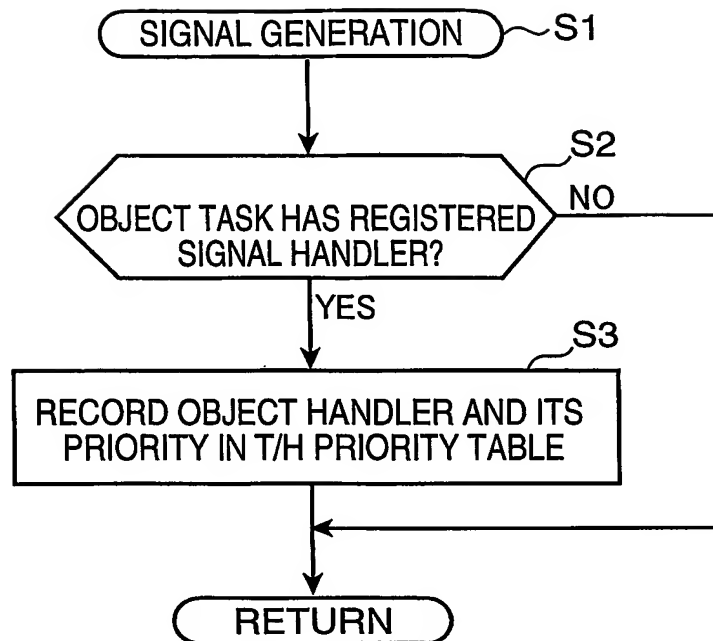 SIGNAL GENERATION
S1
S2
OBJECT TASK HAS REGISTERED
SIGNAL HANDLER?
NO
YES
S3
RECORD OBJECT HANDLER AND ITS
PRIORITY IN T/H PRIORITY TABLE
RETURN